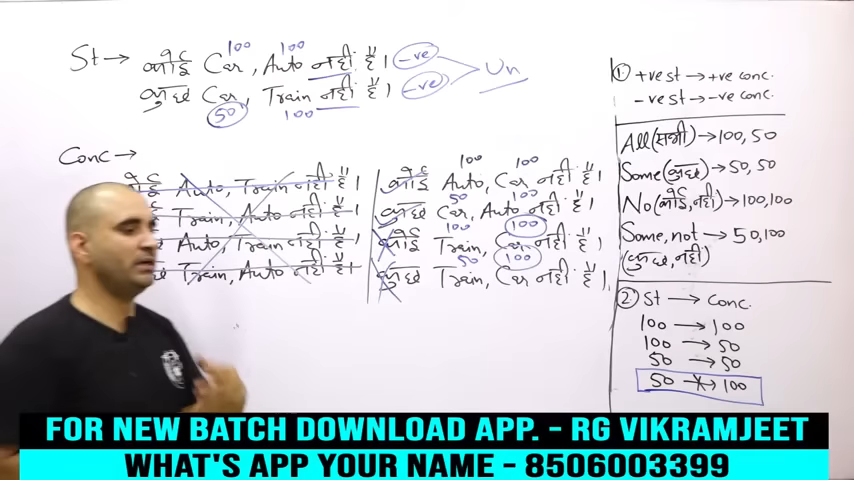 St → कोई Car, Auto नहीं है। -ve
100 100
Un
कुछ Car, Train नहीं है। -ve
50 100
Conc →
Auto, Train नहीं है।
Train, Auto नहीं है।
Auto, Train नहीं है।
Train, Auto नहीं है।
100 100
कोई Auto, Car नहीं है।
50 100
कुछ Car, Auto नहीं है।
100 100
कोई Train, Car नहीं है।
50 100
कुछ Train, Car नहीं है।
1. +ve st → +ve conc.
-ve st → -ve conc.
All (सभी) → 100, 50
Some (कुछ) → 50, 50
No (कोई, नहीं) → 100, 100
Some, not → 50, 100
(कुछ, नहीं)
2. St → Conc.
100 → 100
100 → 50
50 → 50
50 → 100
FOR NEW BATCH DOWNLOAD APP. - RG VIKRAMJEET
WHAT'S APP YOUR NAME - 8506003399